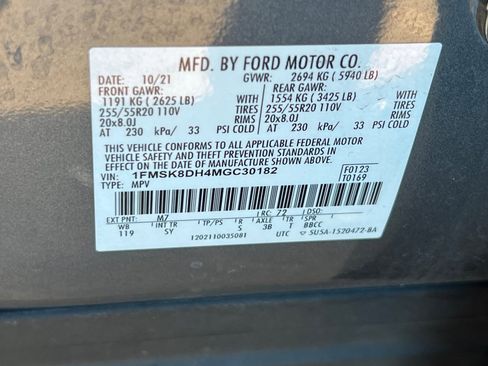 MFD. BY FORD MOTOR CO.
DATE: 10/21 GVWR: 2694 KG ( 5940 LB)
FRONT GAWR: REAR GAWR:
1191 KG ( 2625 LB) WITH 1554 KG ( 3425 LB) WITH
255/55R20 110V TIRES 255/55R20 110V TIRES
20x8.0J RIMS 20x8.0J RIMS
AT 230 kPa/ 33 PSI COLD AT 230 kPa/ 33 PSI COLD
THIS VEHICLE CONFORMS TO ALL APPLICABLE FEDERAL MOTOR
VEHICLE SAFETY AND THEFT PREVENTION STANDARDS IN
EFFECT ON THE DATE OF MANUFACTURE SHOWN ABOVE.
VIN: 1FMSK8DH4MGC30182 F0123
TYPE: MPV T0169
EXT PNT: M7 RC: 72 DSO:
WB INT TR TP/PS R AXLE TR SPR
119 SY S 3B T BBCC
1202110035081 UTC 5U5A-1520472-BA